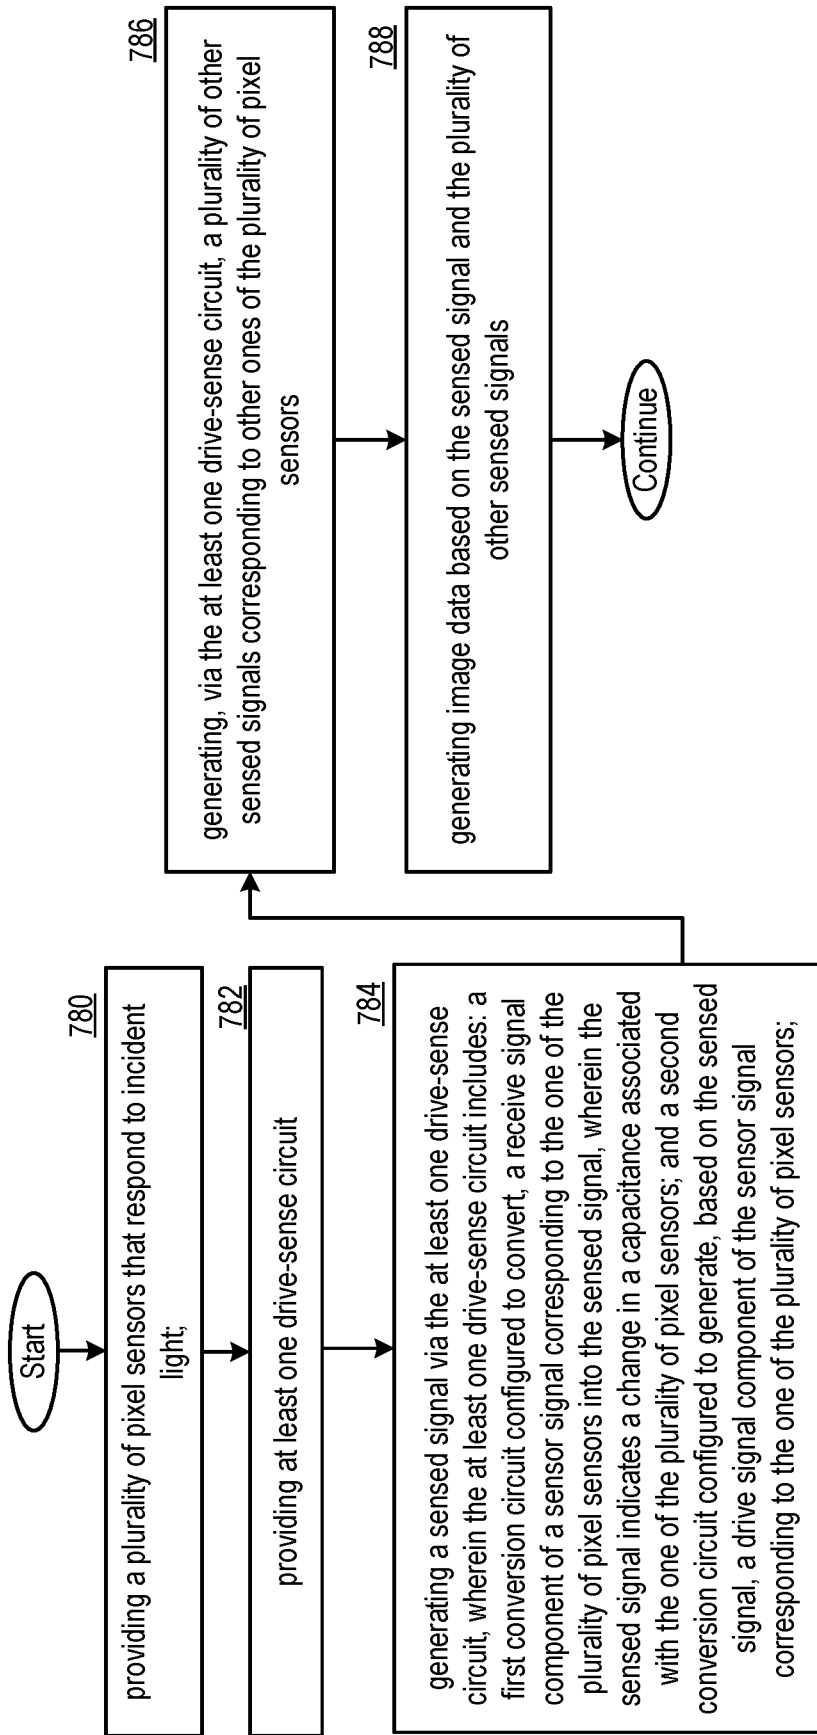 Start
780
providing a plurality of pixel sensors that respond to incident
light;
782
providing at least one drive-sense circuit
784
generating a sensed signal via the at least one drive-sense
circuit, wherein the at least one drive-sense circuit includes: a
first conversion circuit configured to convert, a receive signal
component of a sensor signal corresponding to the one of the
plurality of pixel sensors into the sensed signal, wherein the
sensed signal indicates a change in a capacitance associated
with the one of the plurality of pixel sensors; and a second
conversion circuit configured to generate, based on the sensed
signal, a drive signal component of the sensor signal
corresponding to the one of the plurality of pixel sensors;
786
generating, via the at least one drive-sense circuit, a plurality of other
sensed signals corresponding to other ones of the plurality of pixel
sensors
788
generating image data based on the sensed signal and the plurality of
other sensed signals
Continue